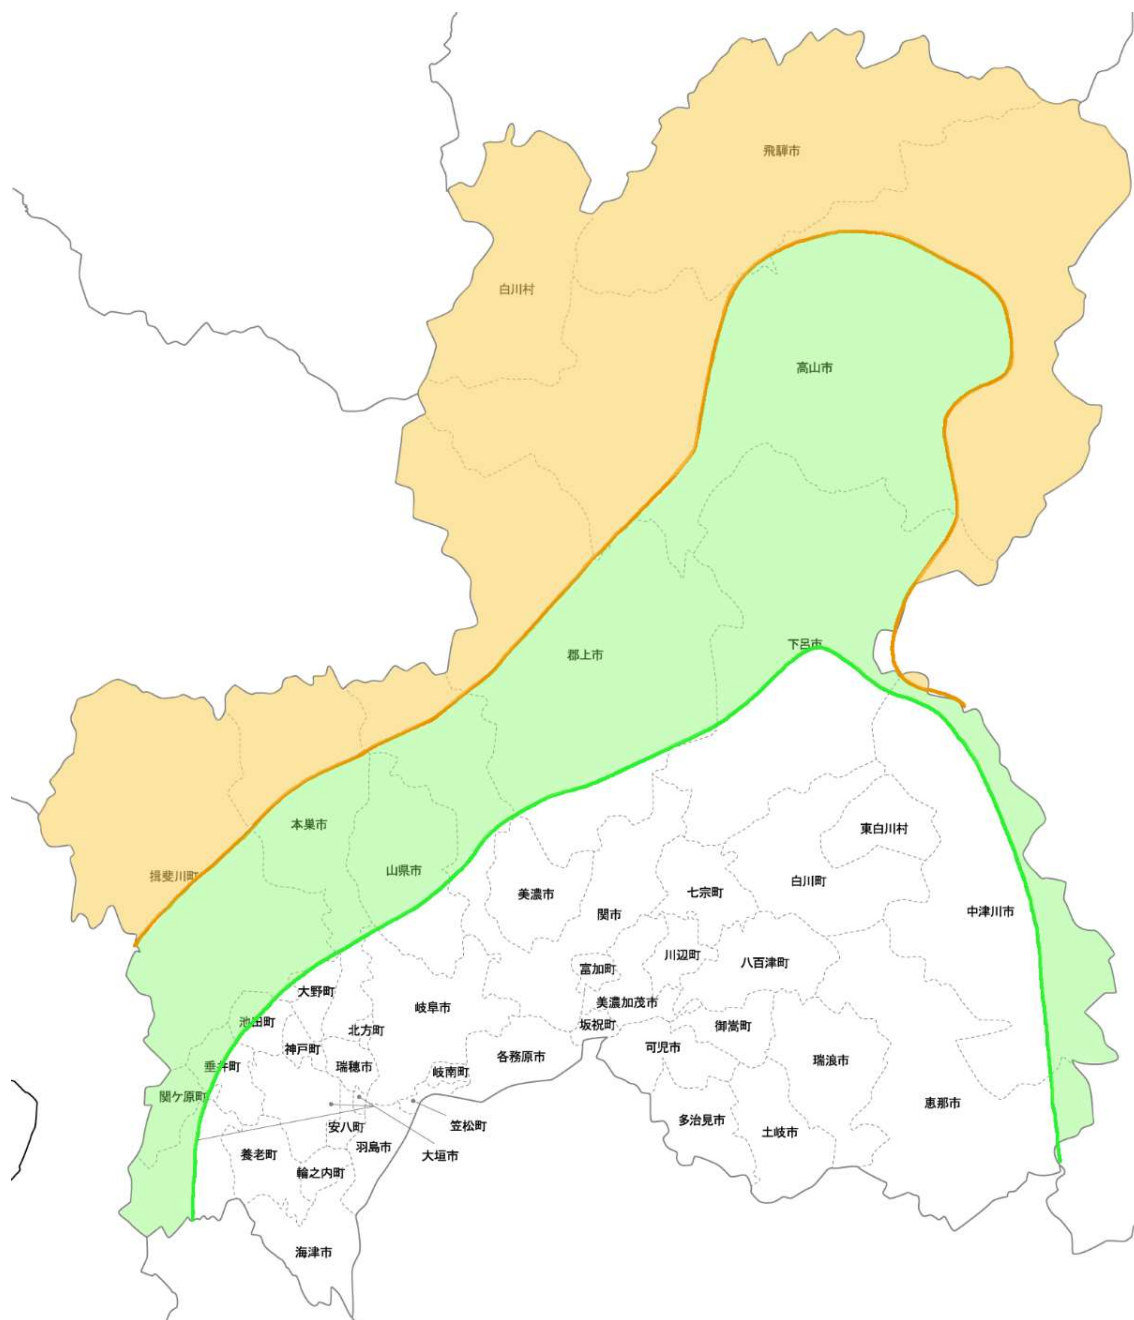 飛騨市
白川村
高山市
郡上市
下呂市
本巣市
東白川村
揖斐川町
山県市
白川町
美濃市
七宗町
関市
中津川市
川辺町
八百津町
富加町
大野町
美濃加茂市
岐阜市
池田町
北方町
坂祝町
御嵩町
神戸町
可児市
各務原市
瑞穂市
垂井町
岐南町
瑞浪市
関ケ原町
恵那市
多治見市
安八町
笠松町
土岐市
羽島市
養老町
大垣市
輪之内町
海津市